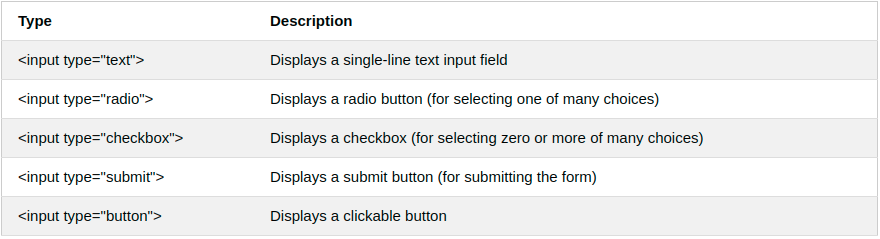 Type Description
<input type="text"> Displays a single-line text input field
<input type="radio"> Displays a radio button (for selecting one of many choices)
<input type="checkbox"> Displays a checkbox (for selecting zero or more of many choices)
<input type="submit"> Displays a submit button (for submitting the form)
<input type="button"> Displays a clickable button